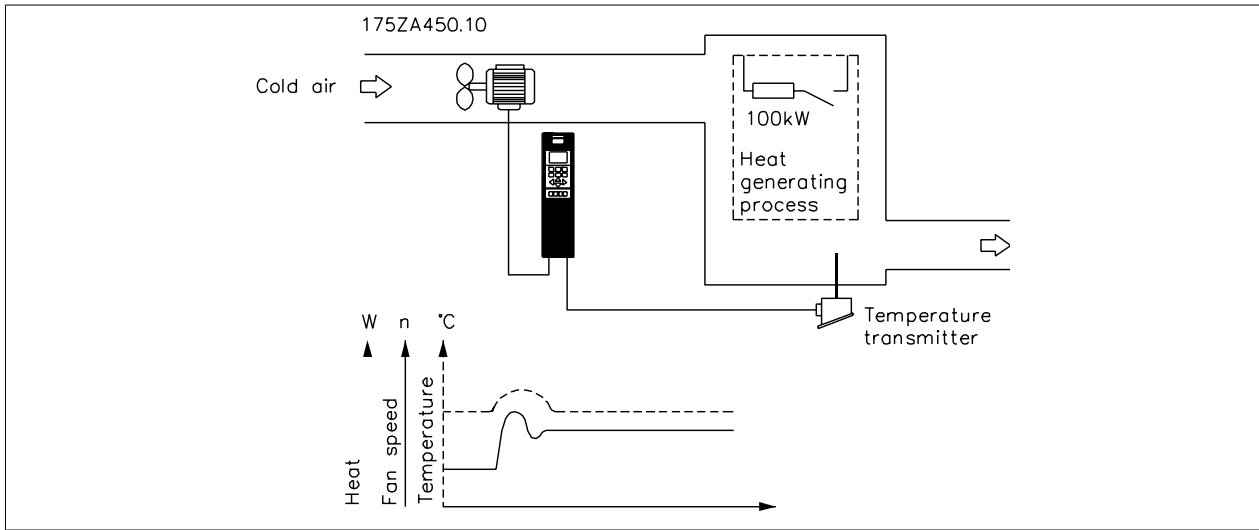 175ZA450.10
Cold air
100kW
Heat
generating
process
Temperature
transmitter
W n °C
Heat
Fan speed
Temperature